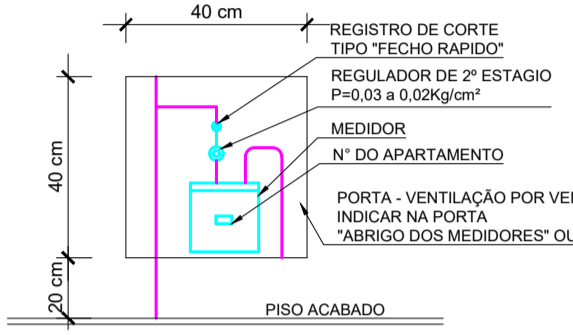 40 cm
REGISTRO DE CORTE
TIPO "FECHO RAPIDO"
REGULADOR DE 2º ESTAGIO
P=0,03 a 0,02Kg/cm²
MEDIDOR
N° DO APARTAMENTO
40 cm
PORTA - VENTILAÇÃO POR
INDICAR NA PORTA
"ABRIGO DOS MEDIDORES" OU
20 cm
PISO ACABADO